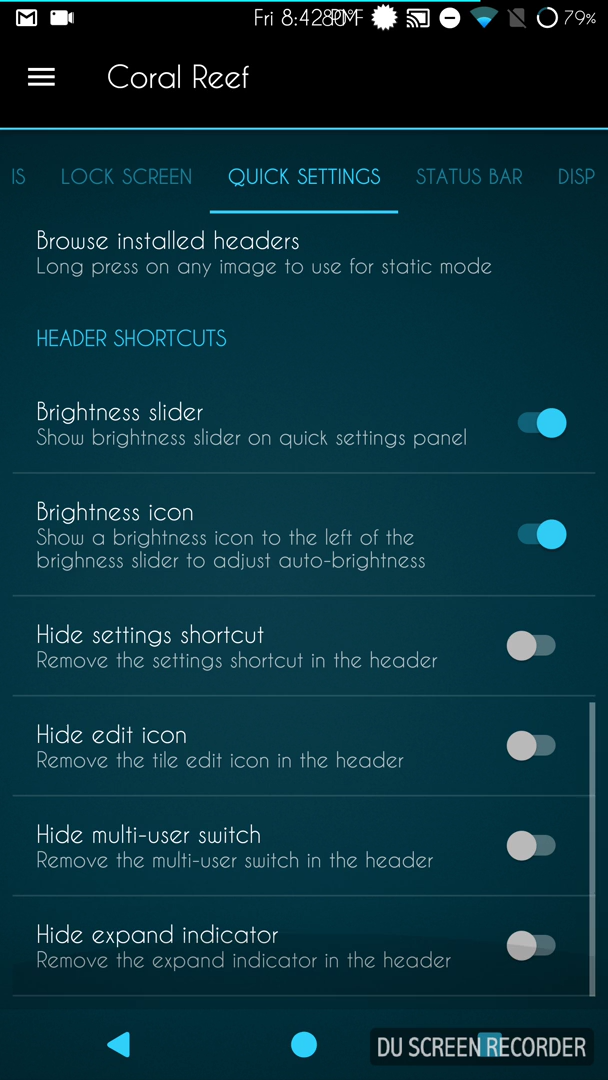 Fri 8:42 PM 80°F 79%
Coral Reef
IS LOCK SCREEN QUICK SETTINGS STATUS BAR DISP
Browse installed headers
Long press on any image to use for static mode
HEADER SHORTCUTS
Brightness slider
Show brightness slider on quick settings panel
Brightness icon
Show a brightness icon to the left of the
brighness slider to adjust auto-brightness
Hide settings shortcut
Remove the settings shortcut in the header
Hide edit icon
Remove the tile edit icon in the header
Hide multi-user switch
Remove the multi-user switch in the header
Hide expand indicator
Remove the expand indicator in the header
DU SCREEN RECORDER